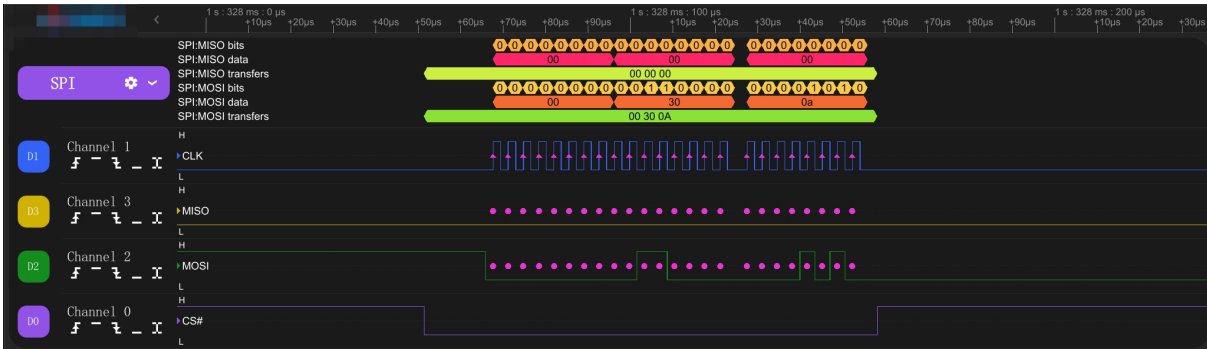 1 s : 328 ms : 0 μs 1 s : 328 ms : 100 μs 1 s : 328 ms : 200 μs
+10μs +20μs +30μs +40μs +50μs +60μs +70μs +80μs +90μs +10μs +20μs +30μs +40μs +50μs +60μs +70μs +80μs +90μs +10μs +20μs +30μs
SPI
SPI:MISO bits 0 0 0 0 0 0 0 0 0 0 0 0 0 0 0 0 0 0 0 0 0 0 0 0
SPI:MISO data 00 00 00
SPI:MISO transfers 00 00 00
SPI:MOSI bits 0 0 0 0 0 0 0 0 0 0 1 1 0 0 0 0 0 0 0 0 1 0 1 0
SPI:MOSI data 00 30 0a
SPI:MOSI transfers 00 30 0A
D1 Channel 1
H
CLK
L
D3 Channel 3
H
MISO
L
D2 Channel 2
H
MOSI
L
D0 Channel 0
H
CS#
L